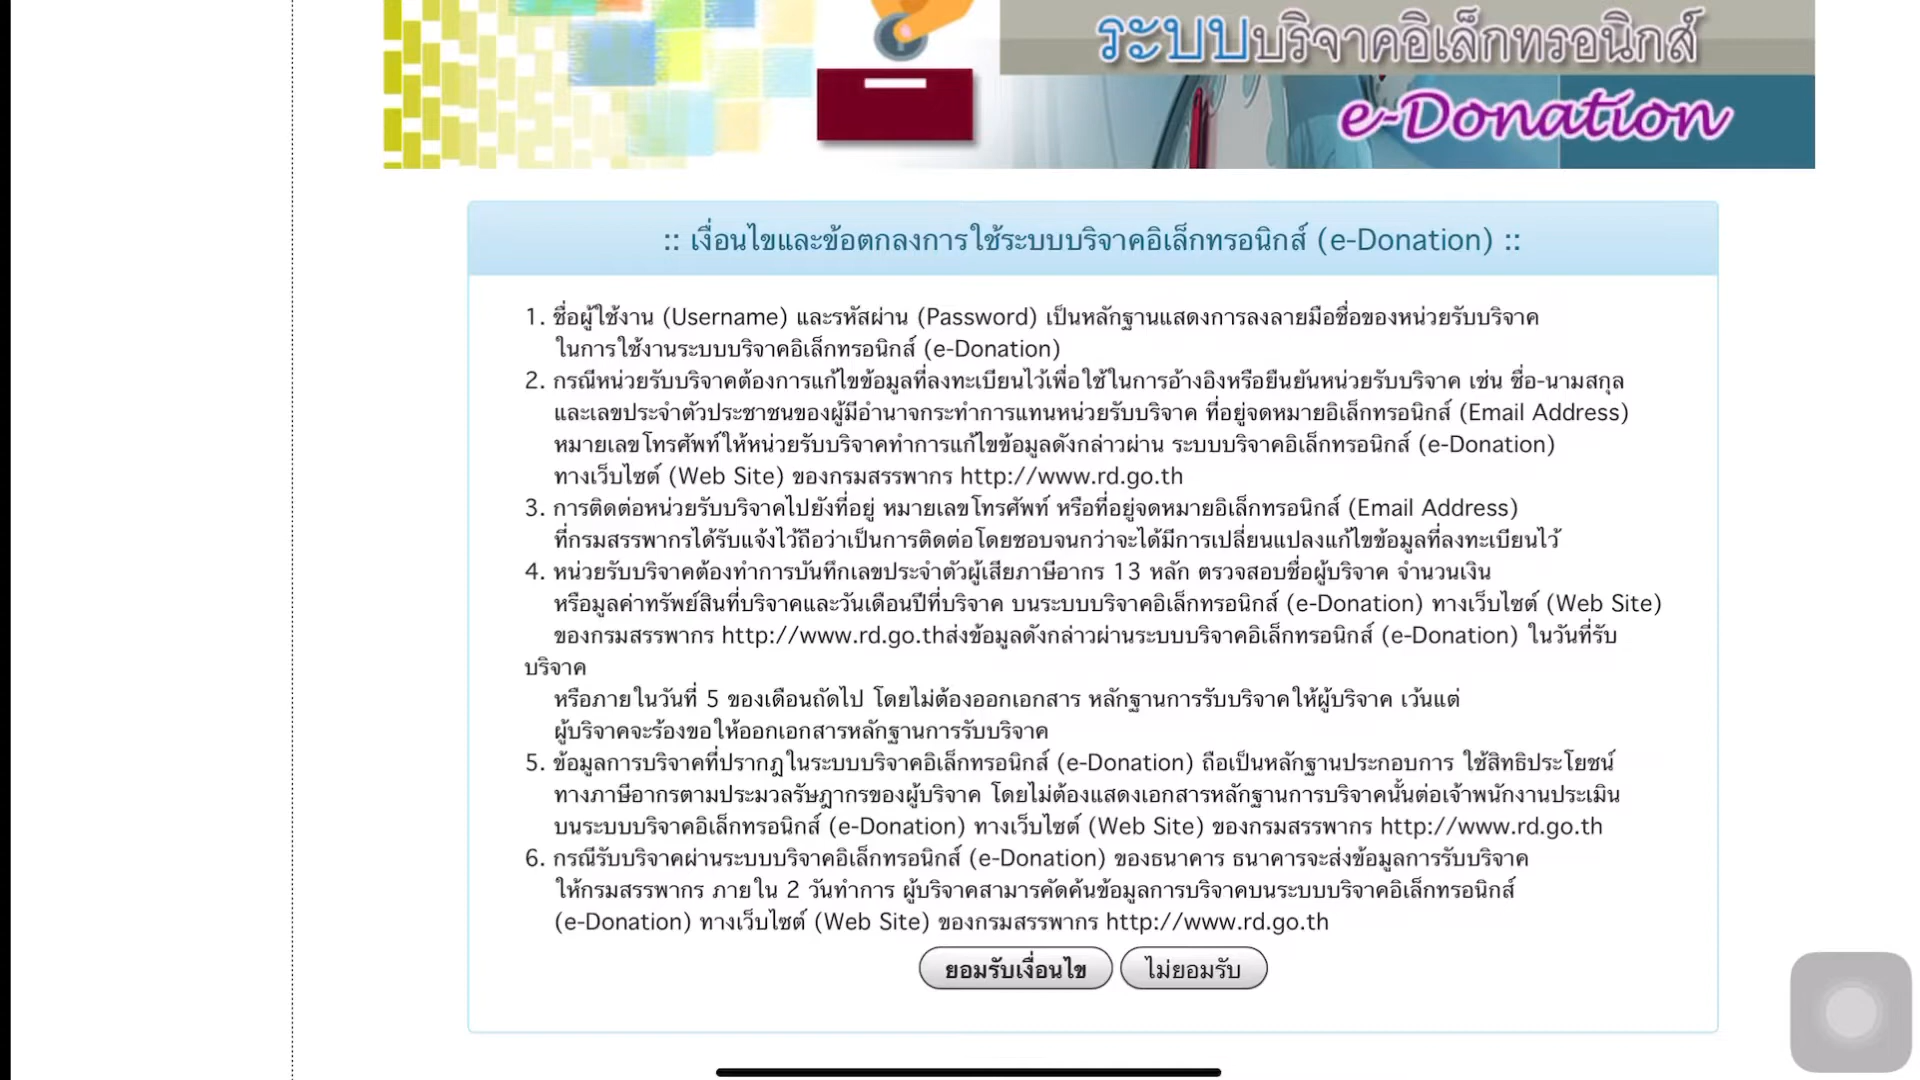 ระบบบริจาคอิเล็กทรอนิกส์
e-Donation
:: เงื่อนไขและข้อตกลงการใช้ระบบบริจาคอิเล็กทรอนิกส์ (e-Donation) ::
1. ชื่อผู้ใช้งาน (Username) และรหัสผ่าน (Password) เป็นหลักฐานแสดงการลงลายมือชื่อของหน่วยรับบริจาค
ในการใช้งานระบบบริจาคอิเล็กทรอนิกส์ (e-Donation)
2. กรณีหน่วยรับบริจาคต้องการแก้ไขข้อมูลที่ลงทะเบียนไว้เพื่อใช้ในการอ้างอิงหรือยืนยันหน่วยรับบริจาค เช่น ชื่อ-นามสกุล
และเลขประจำตัวประชาชนของผู้มีอำนาจกระทำการแทนหน่วยรับบริจาค ที่อยู่จดหมายอิเล็กทรอนิกส์ (Email Address)
หมายเลขโทรศัพท์ให้หน่วยรับบริจาคทำการแก้ไขข้อมูลดังกล่าวผ่าน ระบบบริจาคอิเล็กทรอนิกส์ (e-Donation)
ทางเว็บไซต์ (Web Site) ของกรมสรรพากร http://www.rd.go.th
3. การติดต่อหน่วยรับบริจาคไปยังที่อยู่ หมายเลขโทรศัพท์ หรือที่อยู่จดหมายอิเล็กทรอนิกส์ (Email Address)
ที่กรมสรรพากรได้รับแจ้งไว้ถือว่าเป็นการติดต่อโดยชอบจนกว่าจะได้มีการเปลี่ยนแปลงแก้ไขข้อมูลที่ลงทะเบียนไว้
4. หน่วยรับบริจาคต้องทำการบันทึกเลขประจำตัวผู้เสียภาษีอากร 13 หลัก ตรวจสอบชื่อผู้บริจาค จำนวนเงิน
หรือมูลค่าทรัพย์สินที่บริจาคและวันเดือนปีที่บริจาค บนระบบบริจาคอิเล็กทรอนิกส์ (e-Donation) ทางเว็บไซต์ (Web Site)
ของกรมสรรพากร http://www.rd.go.thส่งข้อมูลดังกล่าวผ่านระบบบริจาคอิเล็กทรอนิกส์ (e-Donation) ในวันที่รับ
บริจาค
หรือภายในวันที่ 5 ของเดือนถัดไป โดยไม่ต้องออกเอกสาร หลักฐานการรับบริจาคให้ผู้บริจาค เว้นแต่
ผู้บริจาคจะร้องขอให้ออกเอกสารหลักฐานการรับบริจาค
5. ข้อมูลการบริจาคที่ปรากฎในระบบบริจาคอิเล็กทรอนิกส์ (e-Donation) ถือเป็นหลักฐานประกอบการ ใช้สิทธิประโยชน์
ทางภาษีอากรตามประมวลรัษฎากรของผู้บริจาค โดยไม่ต้องแสดงเอกสารหลักฐานการบริจาคนั้นต่อเจ้าพนักงานประเมิน
บนระบบบริจาคอิเล็กทรอนิกส์ (e-Donation) ทางเว็บไซต์ (Web Site) ของกรมสรรพากร http://www.rd.go.th
6. กรณีรับบริจาคผ่านระบบบริจาคอิเล็กทรอนิกส์ (e-Donation) ของธนาคาร ธนาคารจะส่งข้อมูลการรับบริจาค
ให้กรมสรรพากร ภายใน 2 วันทำการ ผู้บริจาคสามารคัดค้นข้อมูลการบริจาคบนระบบบริจาคอิเล็กทรอนิกส์
(e-Donation) ทางเว็บไซต์ (Web Site) ของกรมสรรพากร http://www.rd.go.th
ยอมรับเงื่อนไข ไม่ยอมรับ